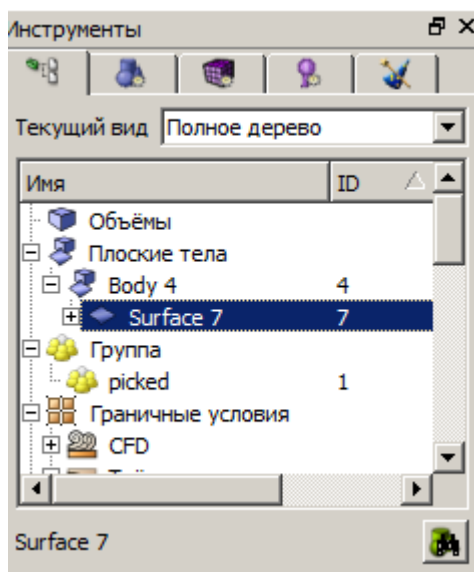 Инструменты
Текущий вид Полное дерево
Имя ID
Объёмы
Плоские тела
Body 4 4
Surface 7 7
Группа
picked 1
Граничные условия
CFD
Surface 7